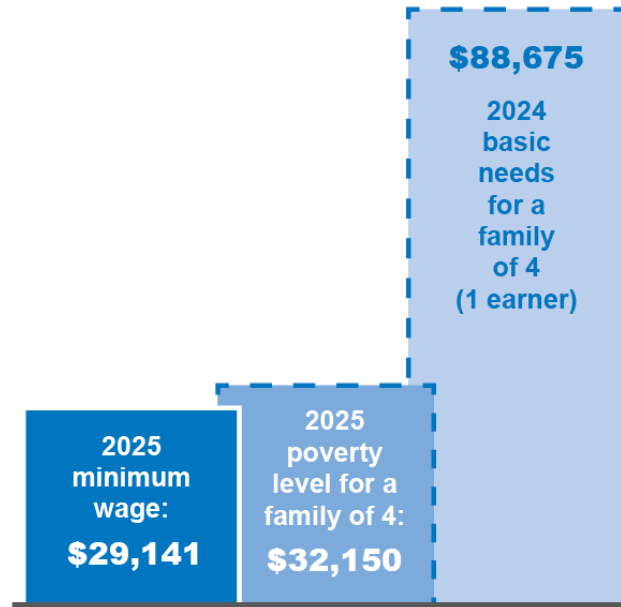 $88,675
2024
basic
needs
for a
family
of 4
(1 earner)
2025
minimum
wage:
$29,141
2025
poverty
level for a
family of 4:
$32,150